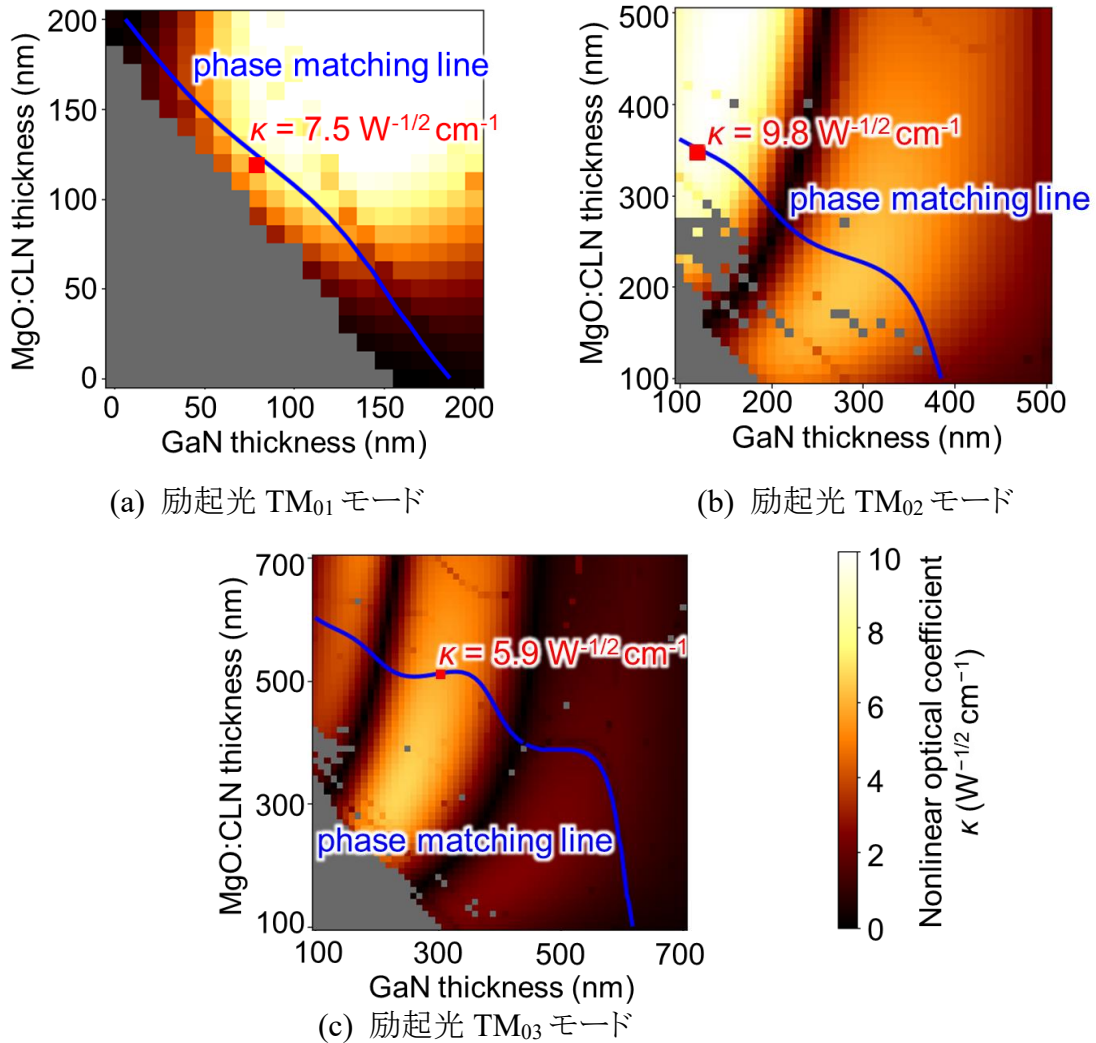 200
150
100
50
0
MgO:CLN thickness (nm)
phase matching line
κ = 7.5 W-1/2 cm-1
0
50
100
150
200
GaN thickness (nm)
(a) 励起光 TM01 モード
500
400
300
200
100
MgO:CLN thickness (nm)
κ = 9.8 W-1/2 cm-1
phase matching line
100
200
300
400
500
GaN thickness (nm)
(b) 励起光 TM02 モード
700
500
300
100
MgO:CLN thickness (nm)
κ = 5.9 W-1/2 cm-1
phase matching line
100
300
500
700
GaN thickness (nm)
(c) 励起光 TM03 モード
10
8
6
4
2
0
Nonlinear optical coefficient
κ (W−1/2 cm−1)